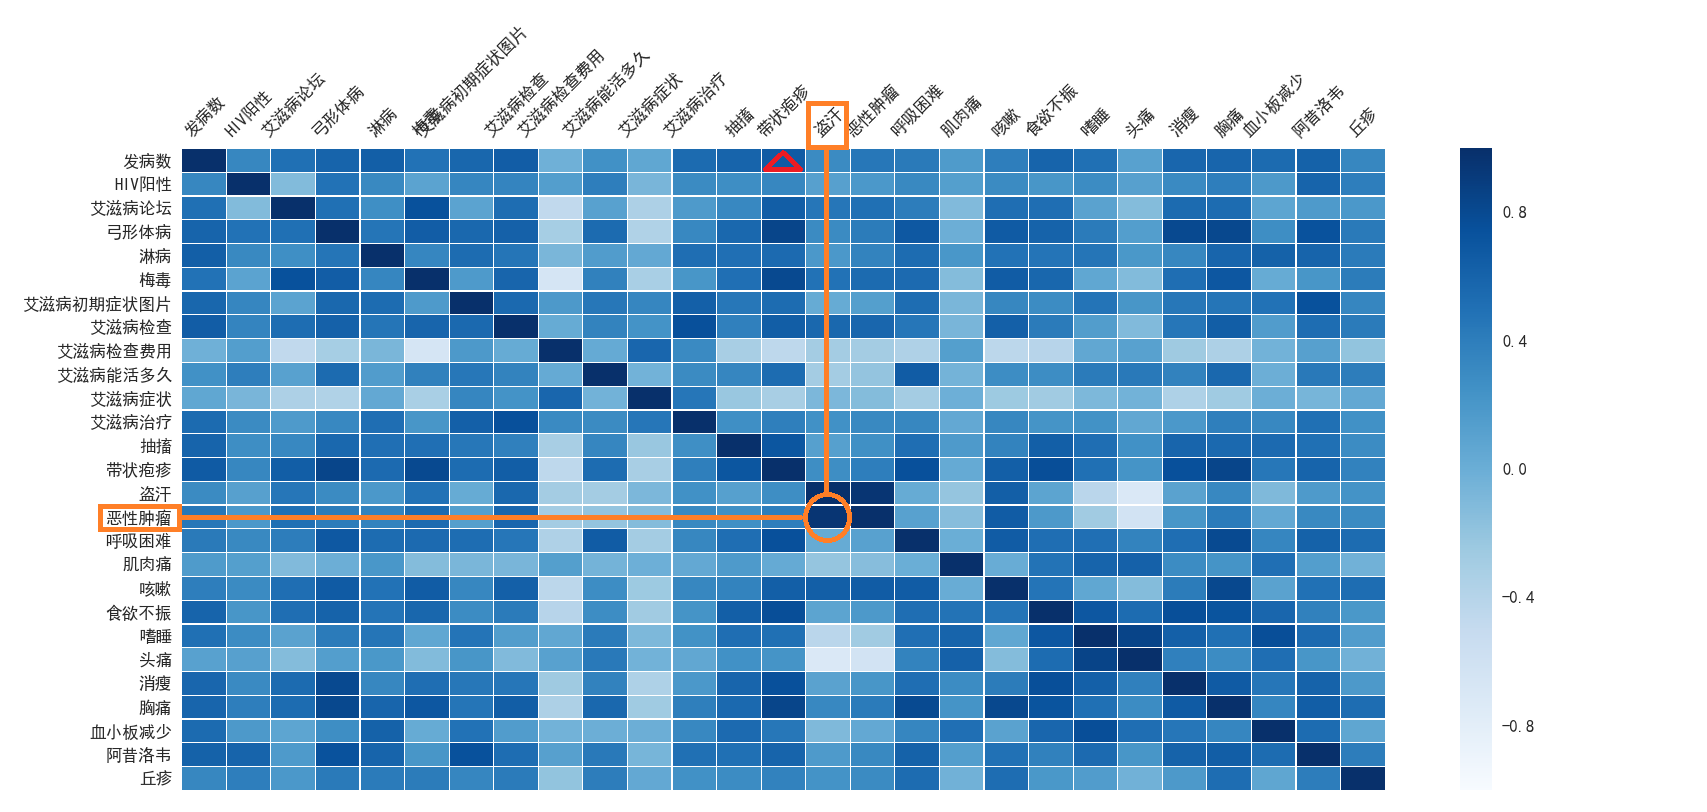 发病数
HIV阳性
艾滋病论坛
弓形体病
淋病
梅毒
艾滋病初期症状图片
艾滋病检查
艾滋病检查费用
艾滋病能活多久
艾滋病症状
艾滋病治疗
抽搐
带状疱疹
盗汗
恶性肿瘤
呼吸困难
肌肉痛
咳嗽
食欲不振
嗜睡
头痛
消瘦
胸痛
血小板减少
阿昔洛韦
丘疹
发病数
HIV阳性
艾滋病论坛
弓形体病
淋病
梅毒
艾滋病初期症状图片
艾滋病检查
艾滋病检查费用
艾滋病能活多久
艾滋病症状
艾滋病治疗
抽搐
带状疱疹
盗汗
恶性肿瘤
呼吸困难
肌肉痛
咳嗽
食欲不振
嗜睡
头痛
消瘦
胸痛
血小板减少
阿昔洛韦
丘疹
0.8
0.4
0.0
-0.4
-0.8